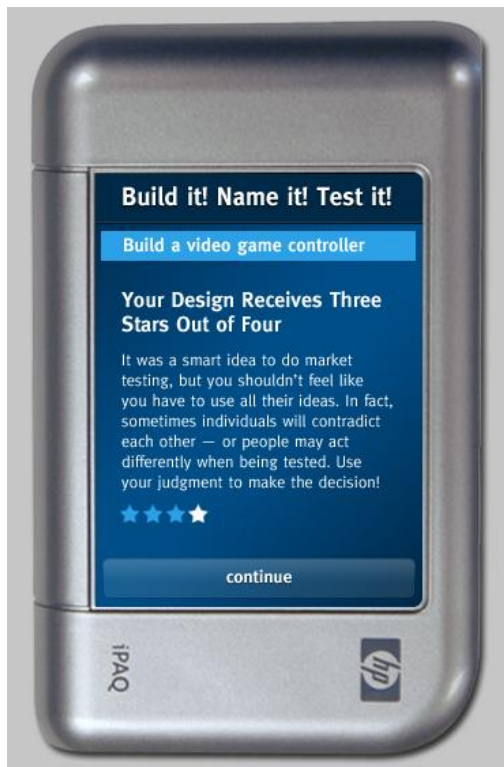 Build it! Name it! Test it!
Build a video game controller
Your Design Receives Three
Stars Out of Four
It was a smart idea to do market
testing, but you shouldn't feel like
you have to use all their ideas. In fact,
sometimes individuals will contradict
each other — or people may act
differently when being tested. Use
your judgment to make the decision!
continue
iPAQ
hp